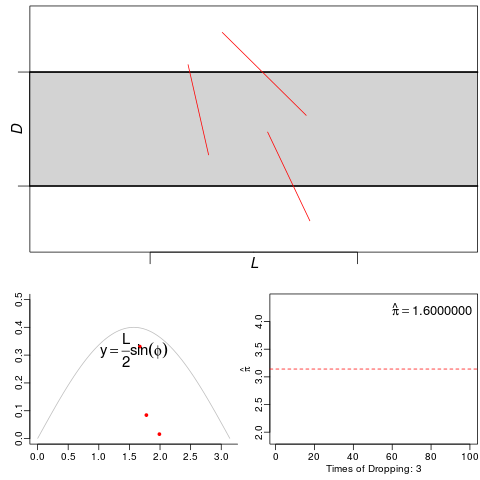 D
L
0.5
0.4
0.3
0.2
0.1
0.0
y = L/2 sin(ϕ)
0.0 0.5 1.0 1.5 2.0 2.5 3.0
π̂ = 1.6000000
4.0
3.5
3.0
2.5
2.0
π̂
0 20 40 60 80 100
Times of Dropping: 3